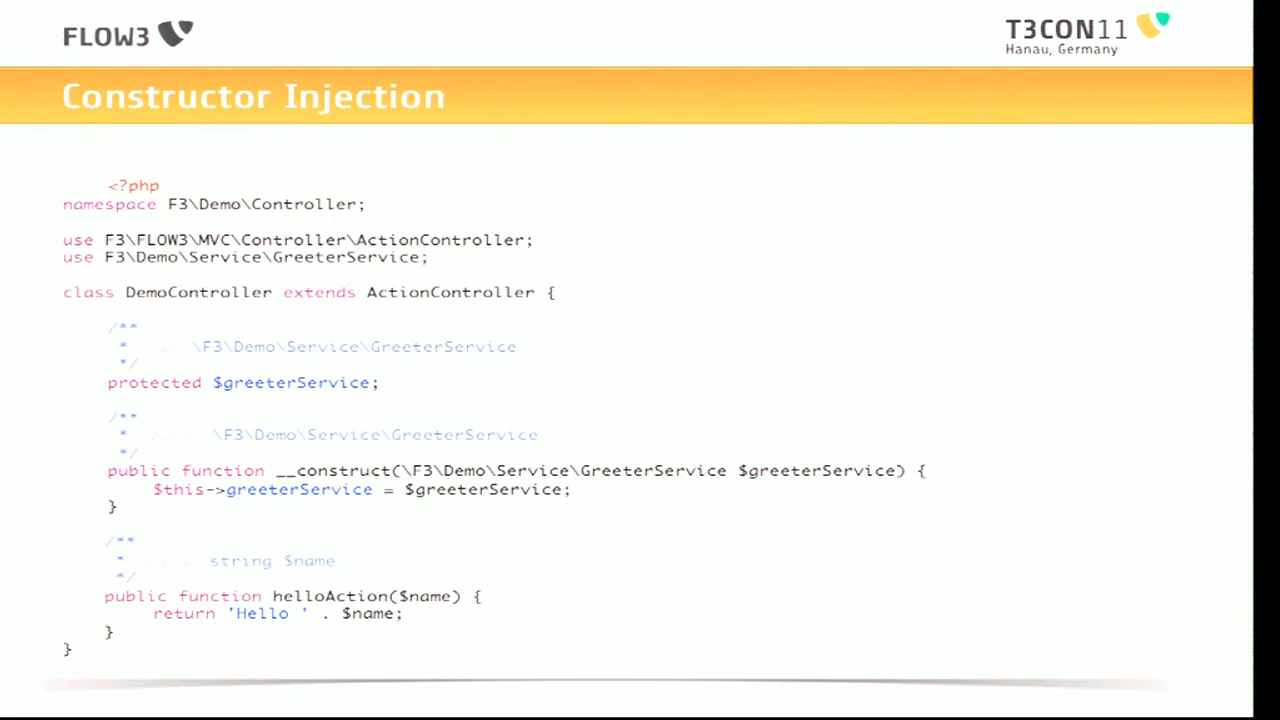 FLOW3
T3CON11
Hanau, Germany
Constructor Injection
<?php
namespace F3\Demo\Controller;
use F3\FLOW3\MVC\Controller\ActionController;
use F3\Demo\Service\GreeterService;
class DemoController extends ActionController {
/**
* \F3\Demo\Service\GreeterService
*/
protected $greeterService;
/**
* \F3\Demo\Service\GreeterService
*/
public function __construct(\F3\Demo\Service\GreeterService $greeterService) {
$this->greeterService = $greeterService;
}
/**
* string $name
*/
public function helloAction($name) {
return 'Hello ' . $name;
}
}